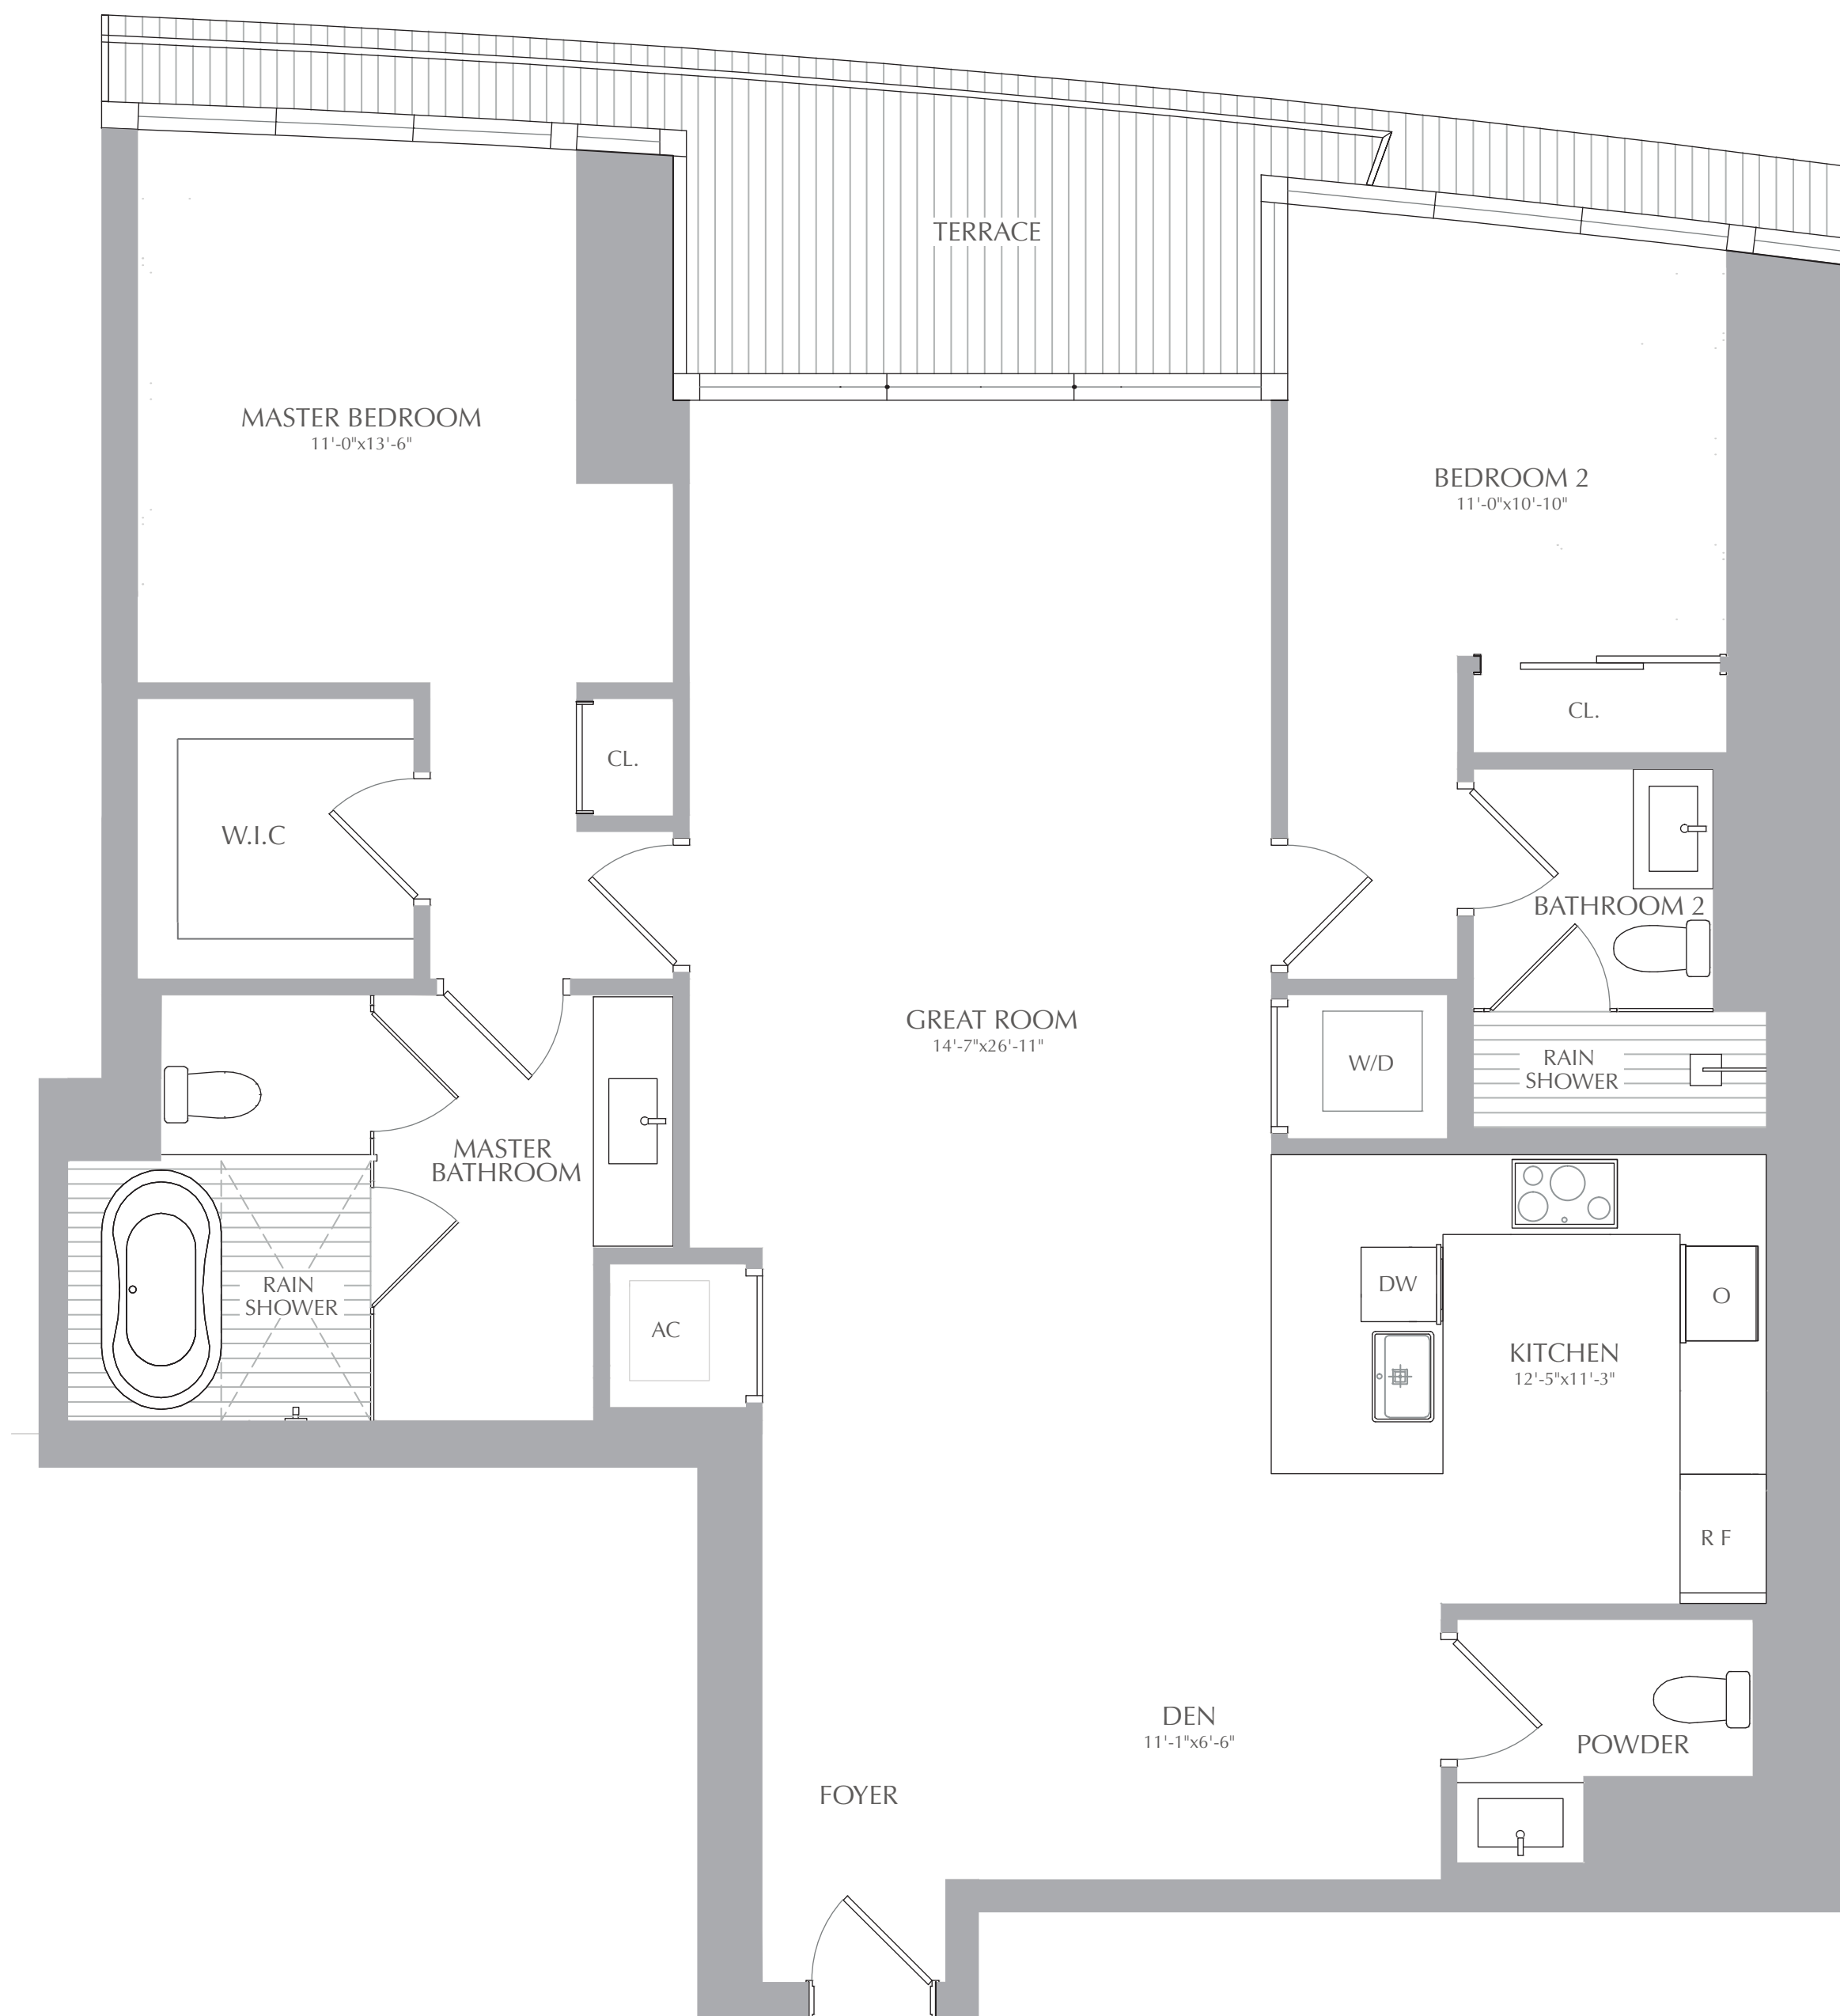 TERRACE
MASTER BEDROOM
11'-0"x13'-6"
BEDROOM 2
11'-0"x10'-10"
CL.
CL.
W.I.C
BATHROOM 2
GREAT ROOM
14'-7"x26'-11"
W/D
RAIN
SHOWER
MASTER
BATHROOM
RAIN
SHOWER
AC
DW
O
KITCHEN
12'-5"x11'-3"
R F
DEN
11'-1"x6'-6"
POWDER
FOYER